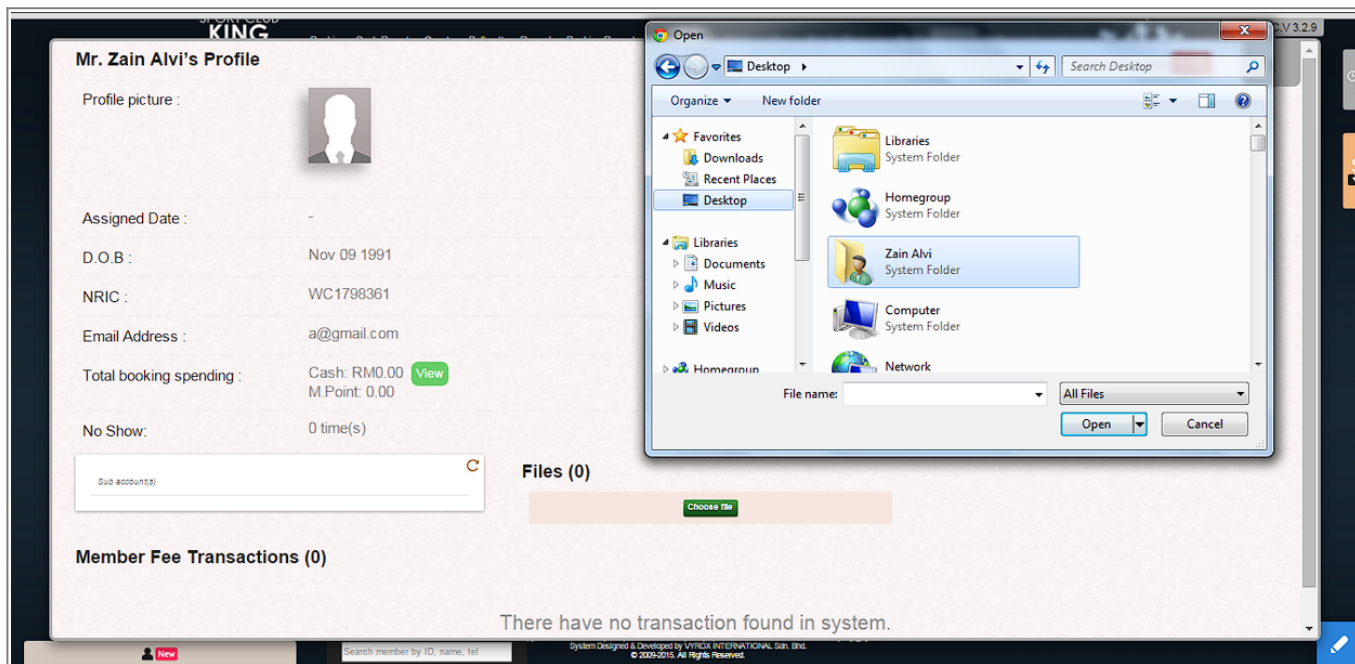 KING
C.V 3.2.9
Mr. Zain Alvi's Profile
Profile picture :
Assigned Date :
-
D.O.B :
Nov 09 1991
NRIC :
WC1798361
Email Address :
a@gmail.com
Total booking spending :
Cash: RM0.00 View
M.Point: 0.00
No Show:
0 time(s)
Sub account(s)
Files (0)
Choose file
Member Fee Transactions (0)
There have no transaction found in system.
Open
Desktop
Search Desktop
Organize
New folder
Favorites
Downloads
Recent Places
Desktop
Libraries
Documents
Music
Pictures
Videos
Homegroup
Libraries
System Folder
Homegroup
System Folder
Zain Alvi
System Folder
Computer
System Folder
Network
File name:
All Files
Open
Cancel
New
Search member by ID, name, tel
System Designed & Developed by VYROX INTERNATIONAL Sdn. Bhd.
© 2009-2015. All Rights Reserved.